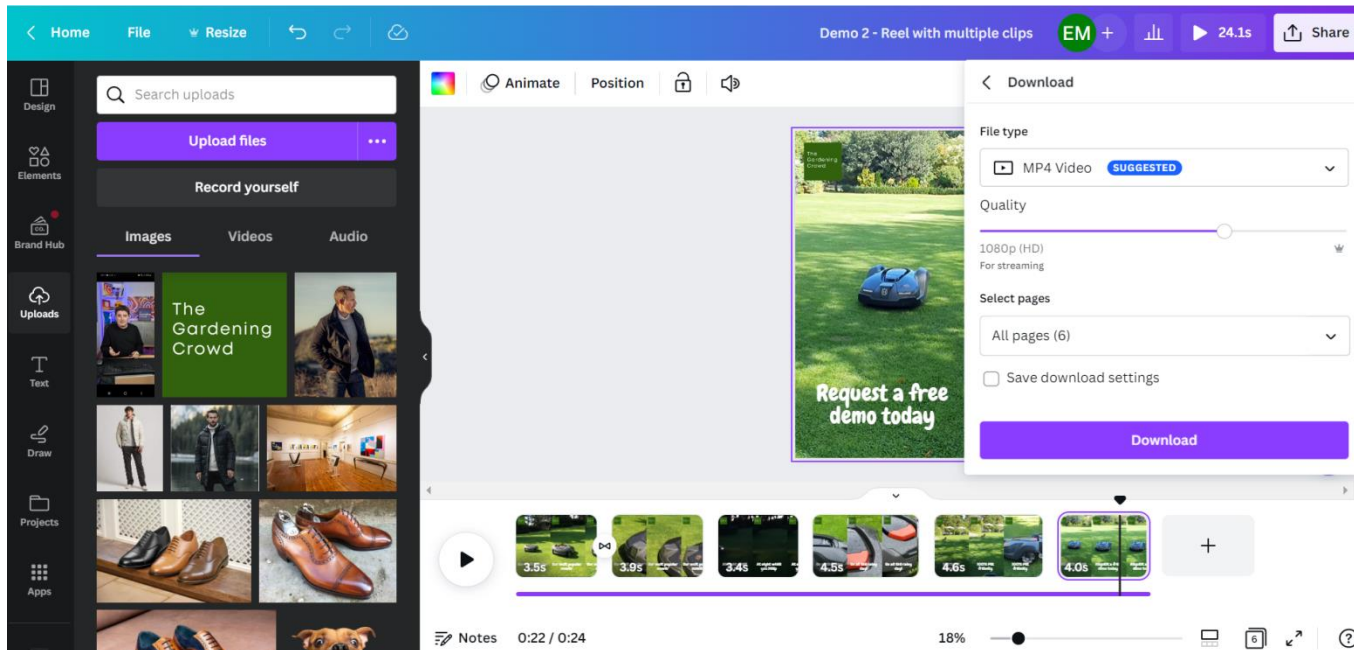 Home File Resize Demo 2 - Reel with multiple clips EM + 24.1s Share
Design
Elements
CO.
Brand Hub
Uploads
Text
Draw
Projects
Apps
Search uploads
Upload files
Record yourself
Images Videos Audio
The
Gardening
Crowd
Animate Position
The
Gardening
Crowd
Request a free
demo today
Download
File type
MP4 Video SUGGESTED
Quality
1080p (HD)
For streaming
Select pages
All pages (6)
Save download settings
Download
3.5s 3.9s 3.4s 4.5s 4.6s 4.0s +
Notes 0:22 / 0:24 18% 6